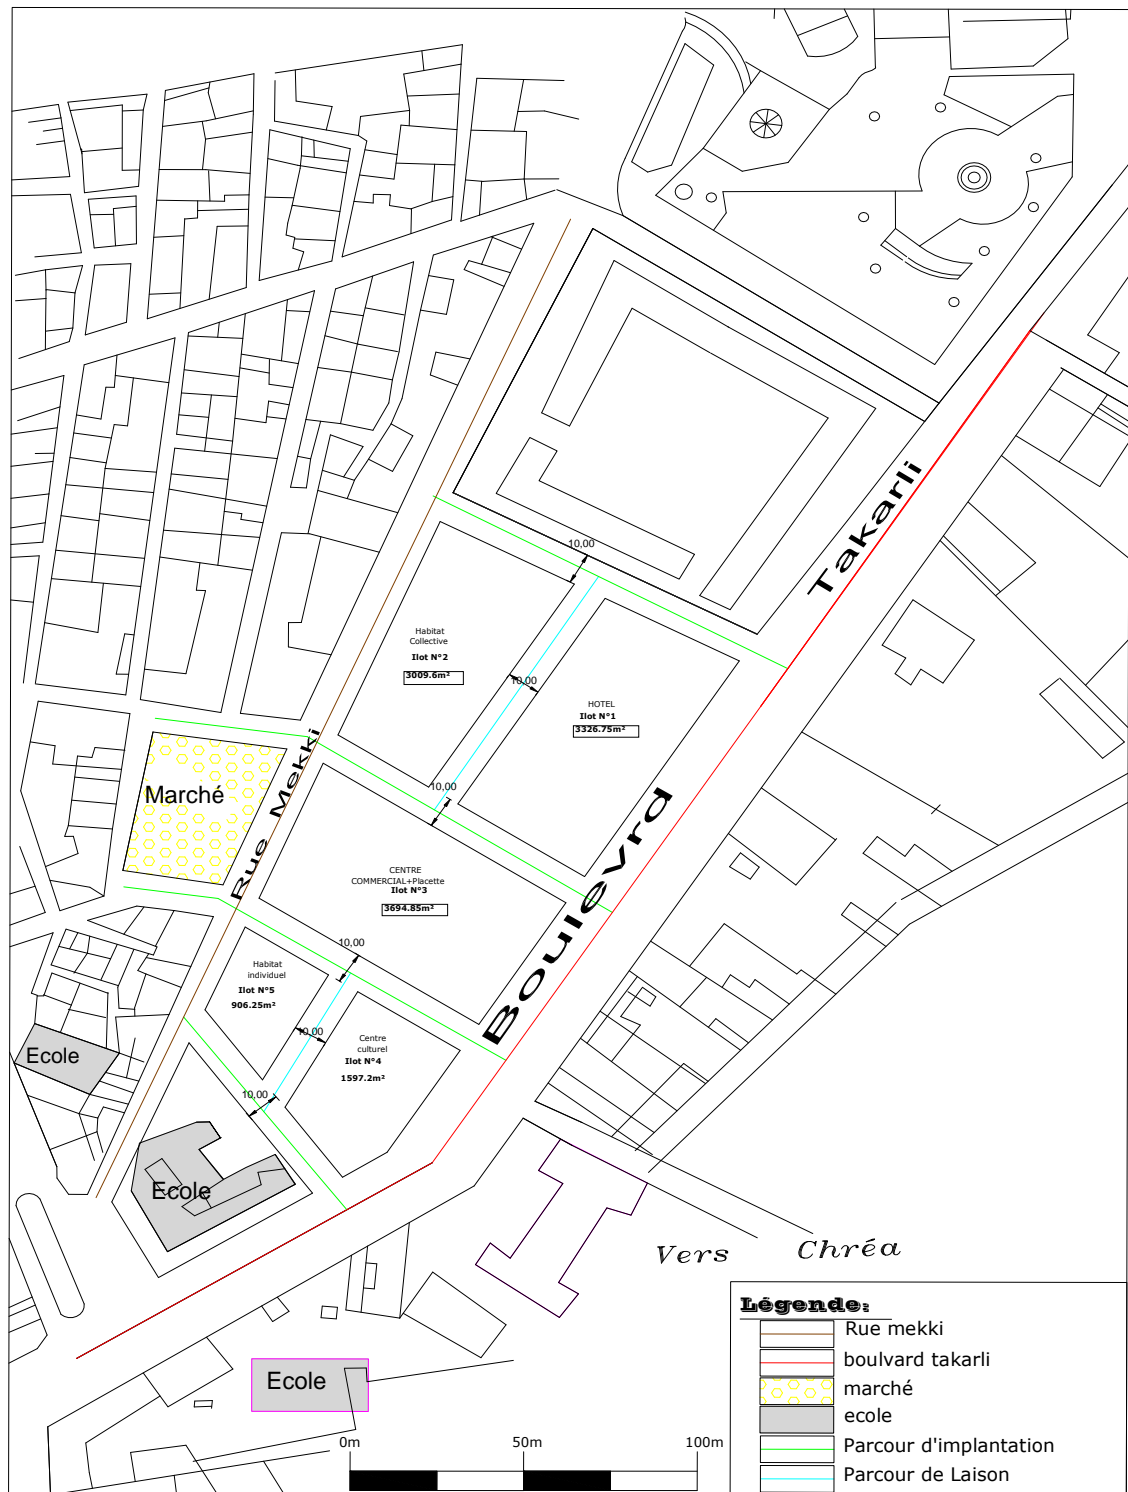 10,00
Takarli
Habitat
Collective
Ilot N°2
3009.6m²
10,00
HOTEL
Ilot N°1
3326.75m²
Rue Mekki
Marché
10,00
Boulevrd
CENTRE
COMMERCIAL+Placette
Ilot N°3
3694.85m²
10,00
Habitat
individuel
Ilot N°5
906.25m²
10,00
Centre
culturel
Ilot N°4
1597.2m²
Ecole
10,00
Ecole
Vers Chréa
Ecole
Légende:
Rue mekki
boulvard takarli
marché
ecole
Parcour d'implantation
Parcour de Laison
0m 50m 100m